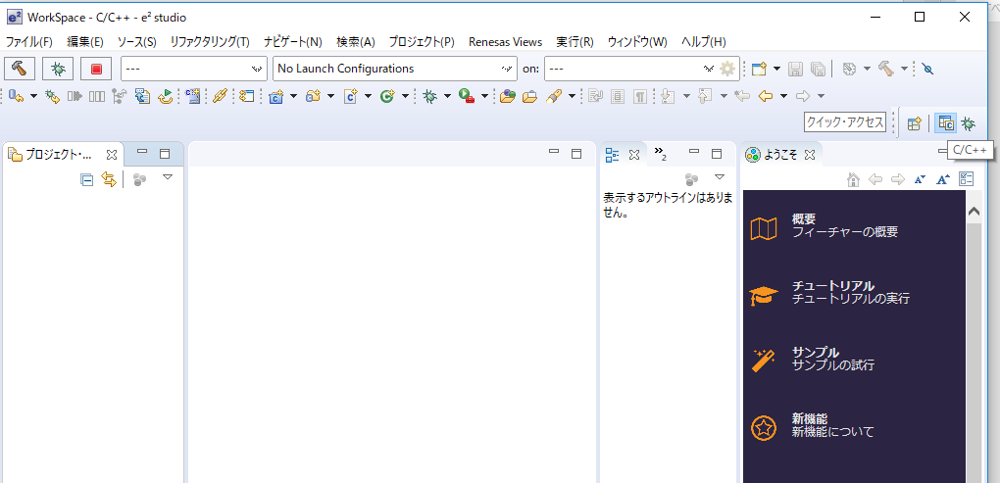 WorkSpace - C/C++ - e² studio
ファイル(F) 編集(E) ソース(S) リファクタリング(T) ナビゲート(N) 検索(A) プロジェクト(P) Renesas Views 実行(R) ウィンドウ(W) ヘルプ(H)
--- No Launch Configurations on: ---
クイック・アクセス
C/C++
プロジェクト・... 2 ようこそ
表示するアウトラインはありま
せん。
概要
フィーチャーの概要
チュートリアル
チュートリアルの実行
サンプル
サンプルの試行
新機能
新機能について